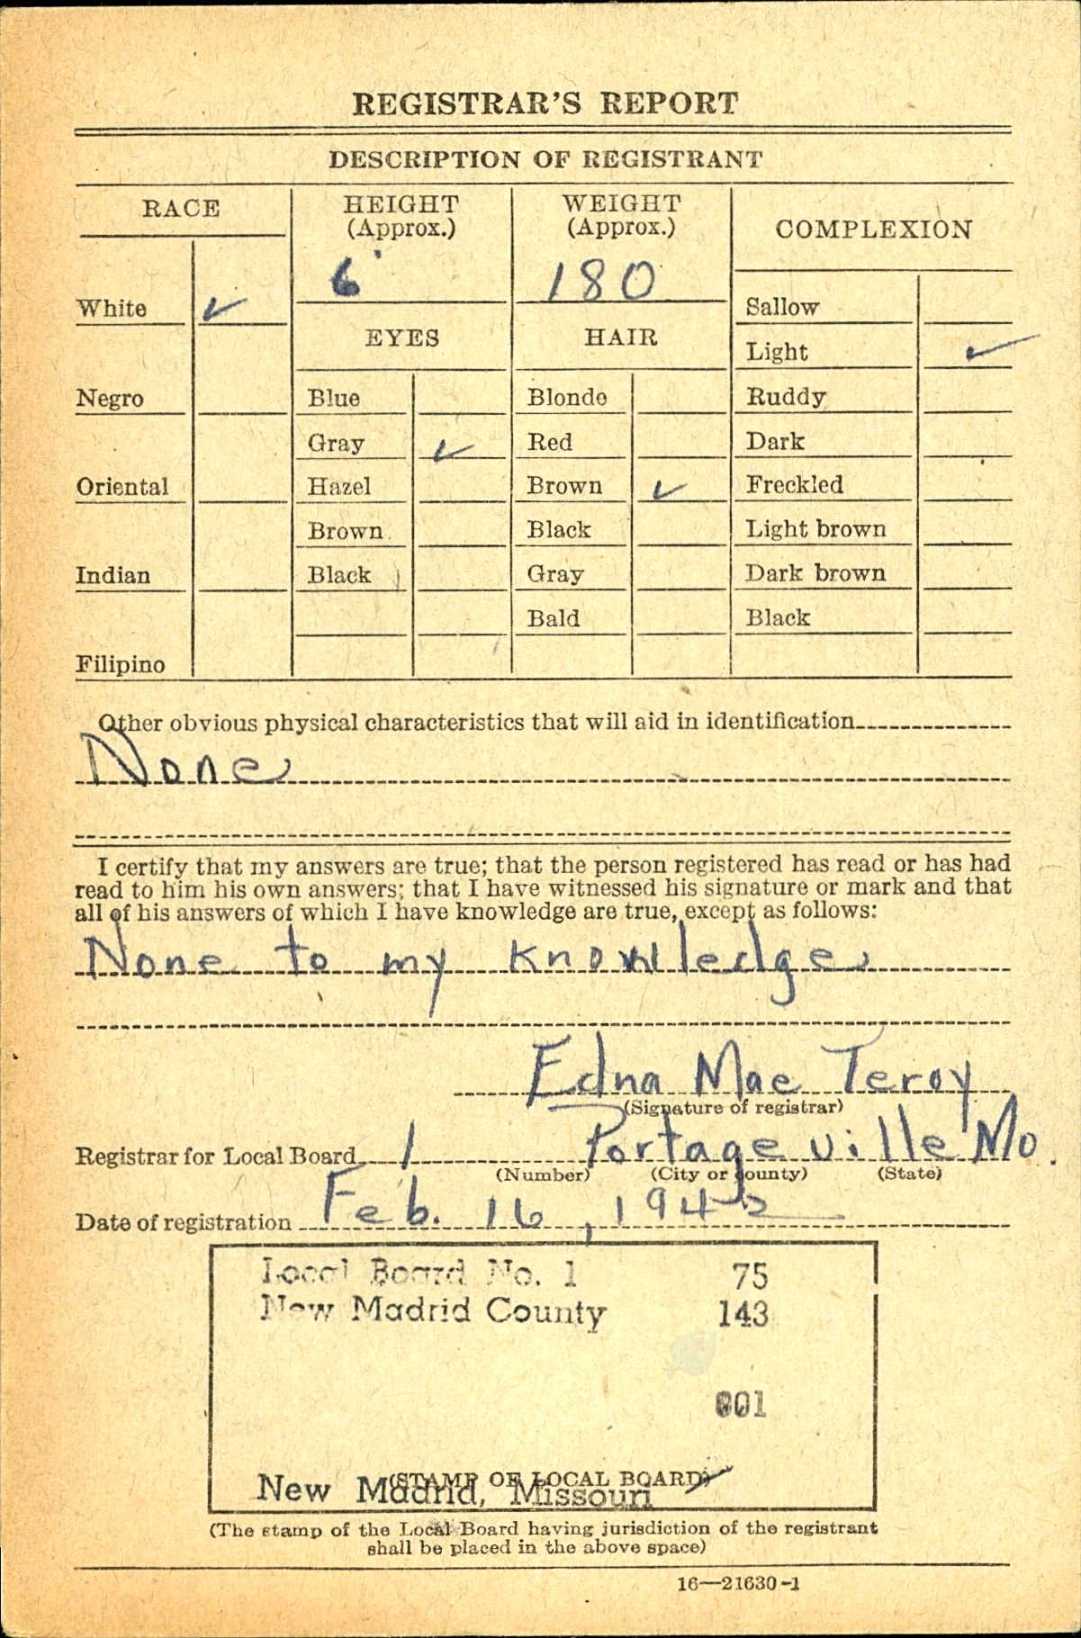 REGISTRAR'S REPORT
DESCRIPTION OF REGISTRANT
RACE
HEIGHT
(Approx.)
WEIGHT
(Approx.)
COMPLEXION
6'
180
White ✓
Sallow
EYES
HAIR
Light ✓
Negro
Blue
Blonde
Ruddy
Gray ✓
Red
Dark
Oriental
Hazel
Brown ✓
Freckled
Brown
Black
Light brown
Indian
Black
Gray
Dark brown
Bald
Black
Filipino
Other obvious physical characteristics that will aid in identification
None
I certify that my answers are true; that the person registered has read or has had
read to him his own answers; that I have witnessed his signature or mark and that
all of his answers of which I have knowledge are true, except as follows:
None to my knowledge
Edna Mae Teroy
(Signature of registrar)
Registrar for Local Board 1 Portageville Mo.
(Number) (City or county) (State)
Date of registration Feb. 16, 1942
Local Board No. 1 75
New Madrid County 143
001
New Madrid, Missouri
(STAMP OF LOCAL BOARD)
(The stamp of the Local Board having jurisdiction of the registrant
shall be placed in the above space)
16—21630-1